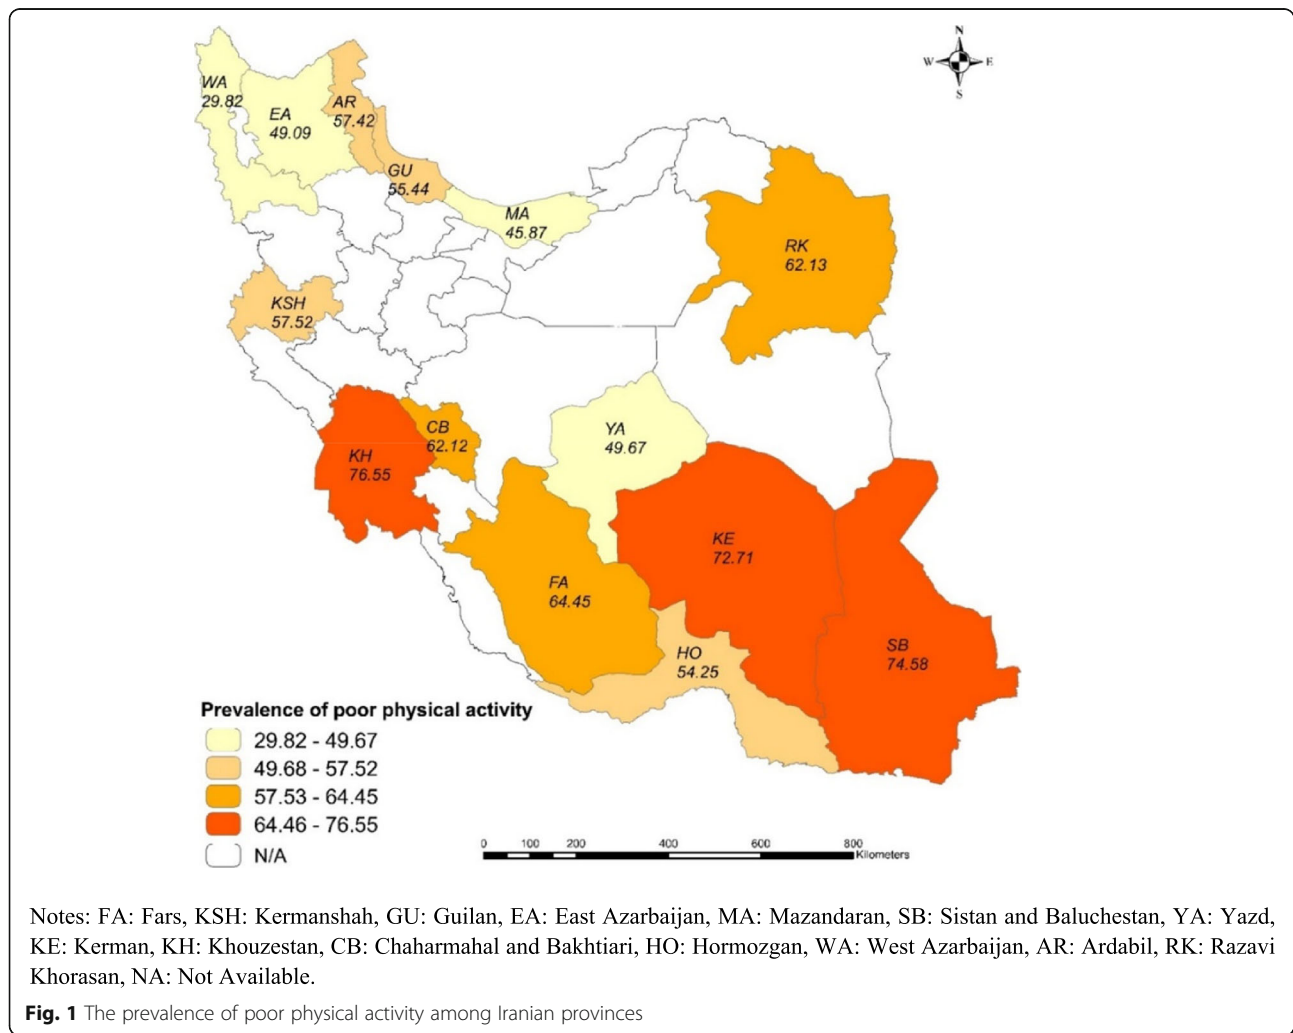 N
W E
S
WA
29.82
EA
49.09
AR
57.42
GU
55.44
MA
45.87
RK
62.13
KSH
57.52
CB
62.12
YA
49.67
KH
76.55
KE
72.71
FA
64.45
HO
54.25
SB
74.58
Prevalence of poor physical activity
29.82 - 49.67
49.68 - 57.52
57.53 - 64.45
64.46 - 76.55
N/A
0 100 200 400 600 800
Kilometers
Notes: FA: Fars, KSH: Kermanshah, GU: Guilan, EA: East Azarbaijan, MA: Mazandaran, SB: Sistan and Baluchestan, YA: Yazd,
KE: Kerman, KH: Khouzestan, CB: Chaharmahal and Bakhtiari, HO: Hormozgan, WA: West Azarbaijan, AR: Ardabil, RK: Razavi
Khorasan, NA: Not Available.
Fig. 1 The prevalence of poor physical activity among Iranian provinces